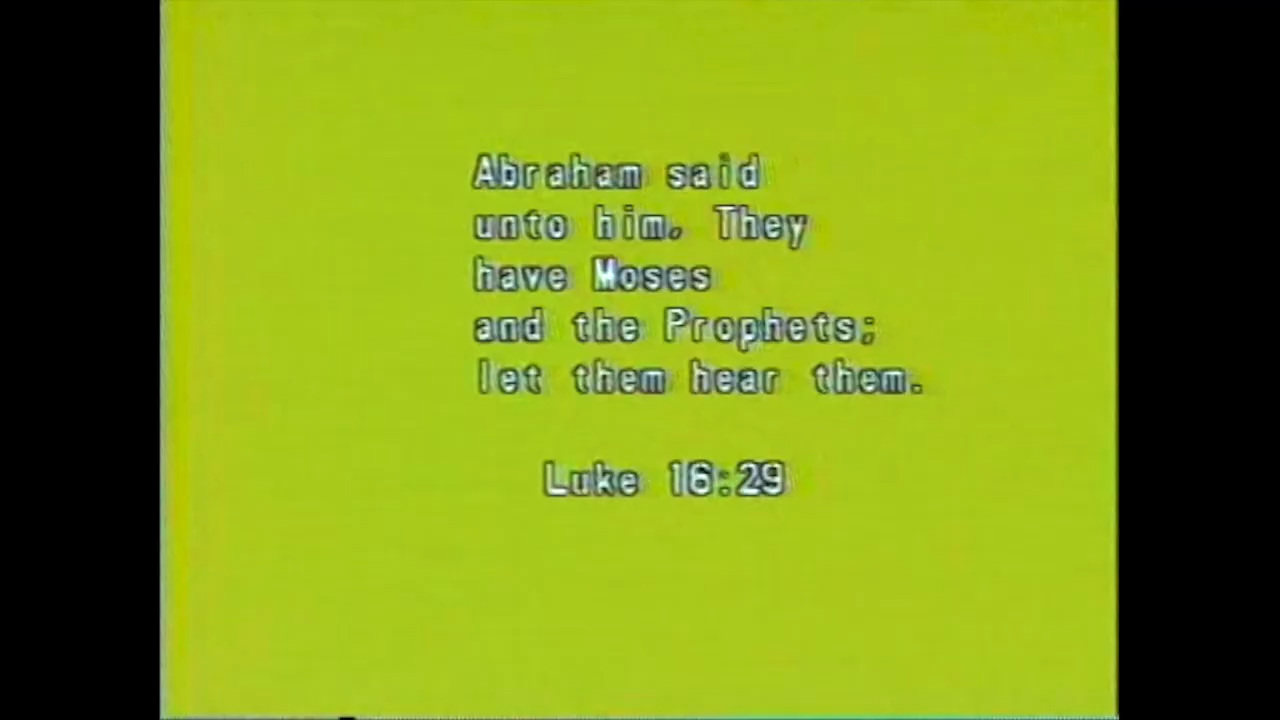 Abraham said
unto him, They
have Moses
and the Prophets;
let them hear them.
Luke 16:29